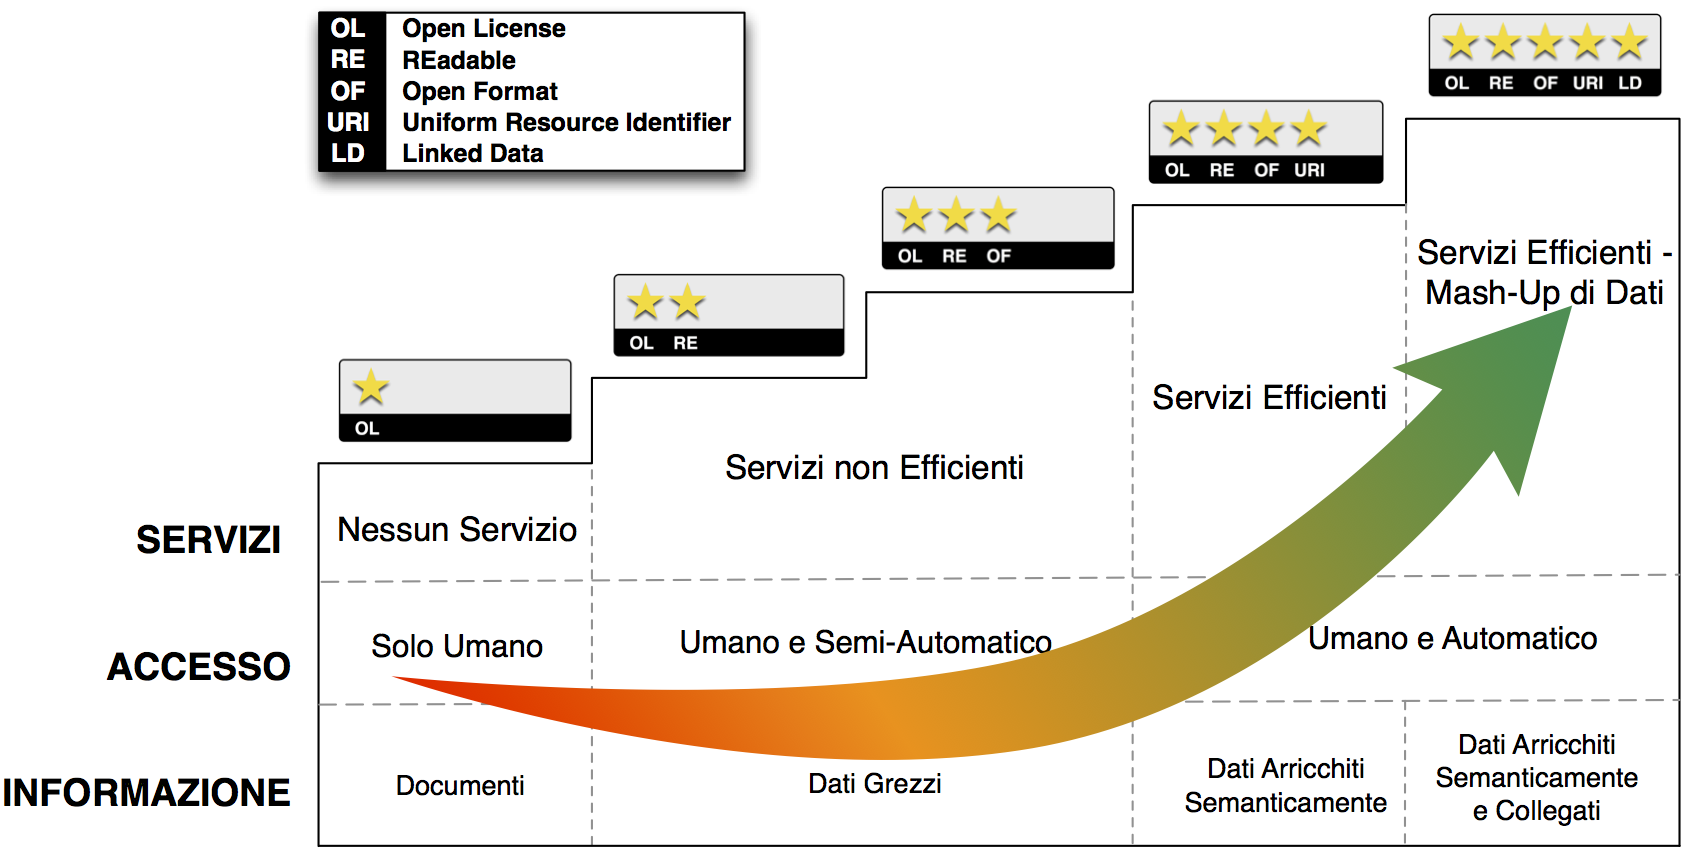 OL Open License
RE REadable
OF Open Format
URI Uniform Resource Identifier
LD Linked Data
OL RE OF URI LD
OL RE OF URI
OL RE OF
OL RE
OL
Servizi Efficienti -
Mash-Up di Dati
Servizi Efficienti
Servizi non Efficienti
SERVIZI
Nessun Servizio
ACCESSO
Solo Umano
Umano e Semi-Automatico
Umano e Automatico
INFORMAZIONE
Documenti
Dati Grezzi
Dati Arricchiti
Semanticamente
Dati Arricchiti
Semanticamente
e Collegati